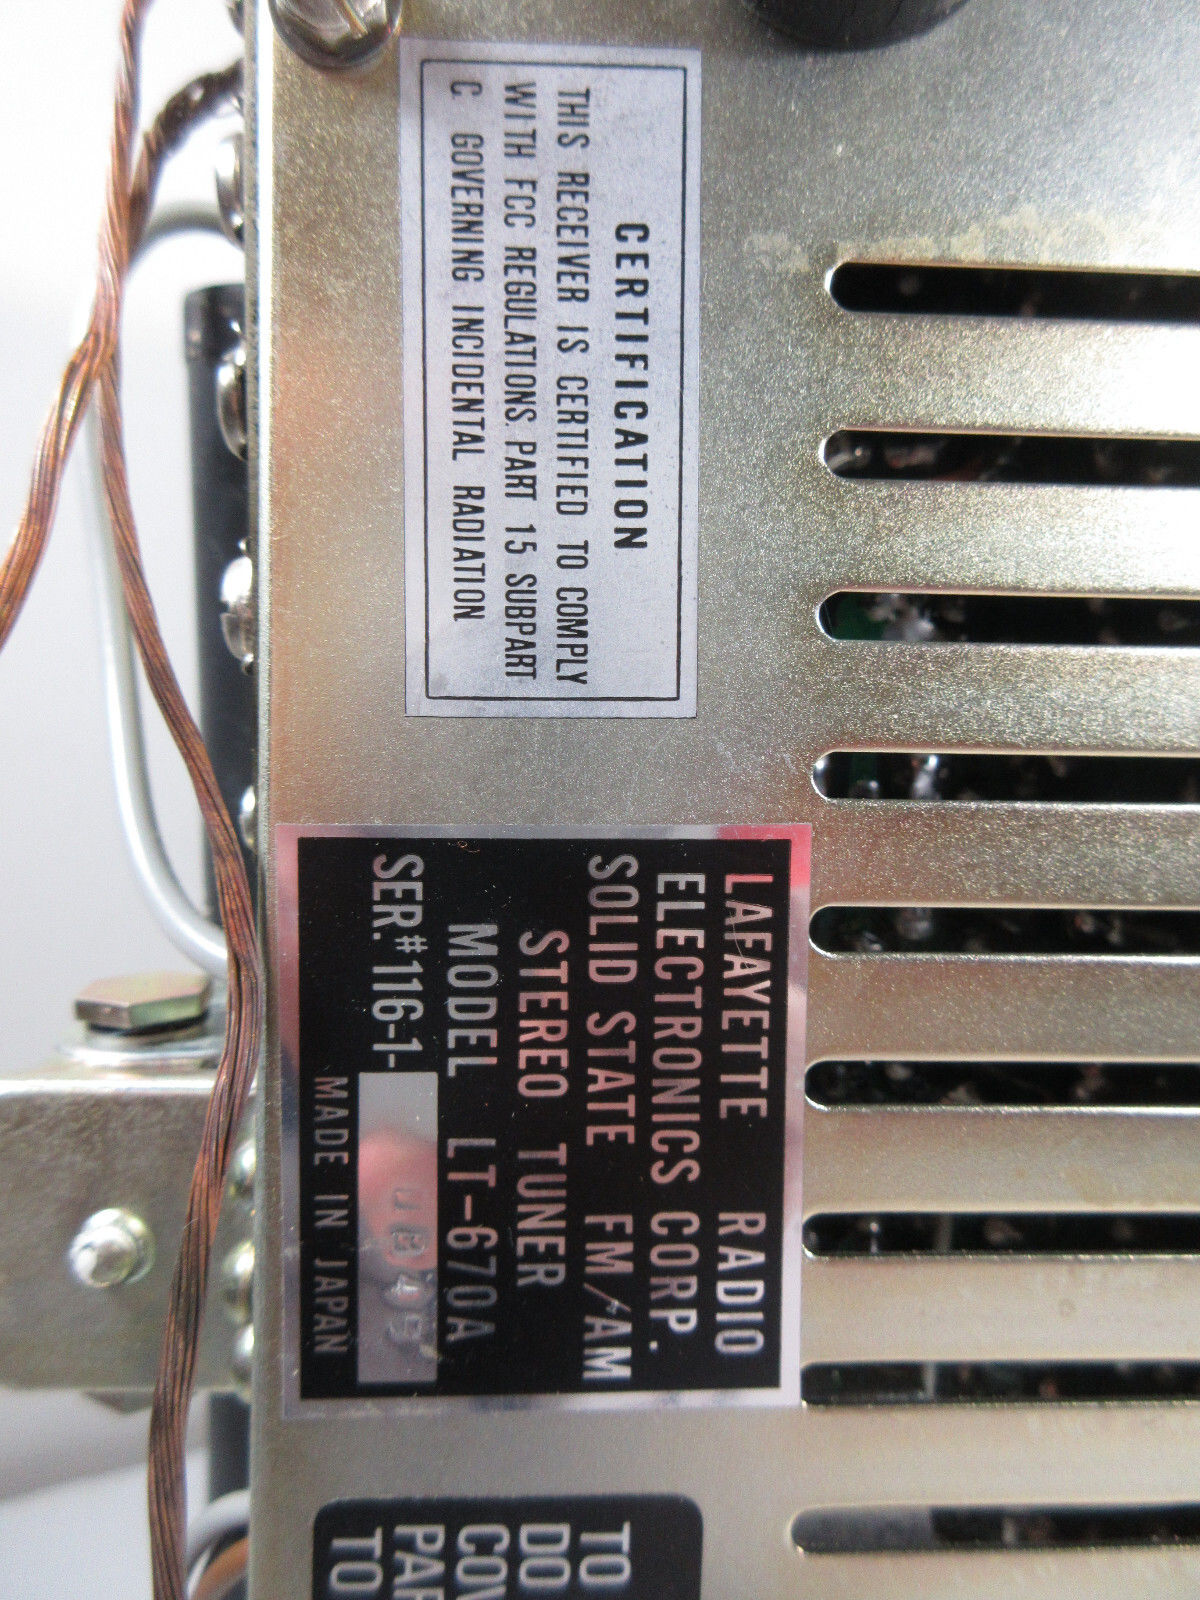 CERTIFICATION
THIS RECEIVER IS CERTIFIED TO COMPLY
WITH FCC REGULATIONS, PART 15 SUBPART
C. GOVERNING INCIDENTAL RADIATION.
LAFAYETTE RADIO
ELECTRONICS CORP.
SOLID STATE FM/AM
STEREO TUNER
MODEL LT-670A
SER.#116-1-
MADE IN JAPAN
TO
DO
TO